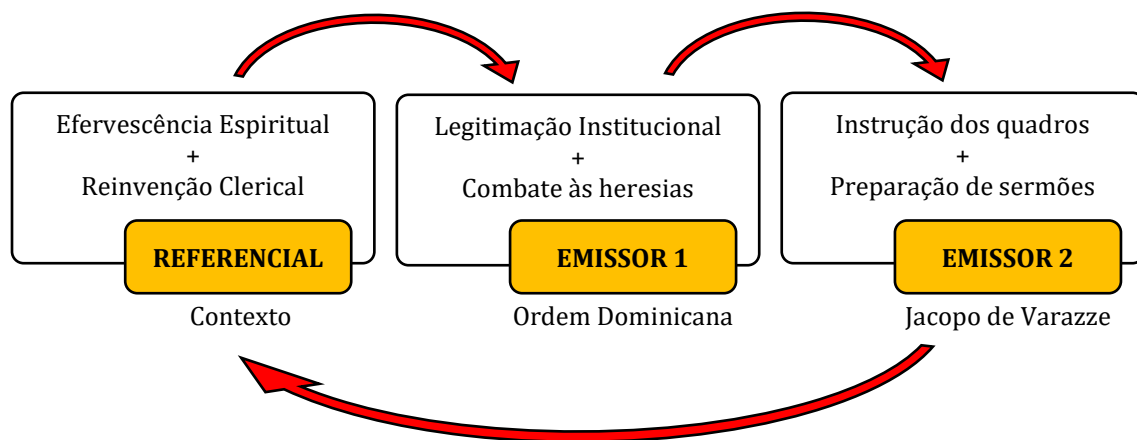 Efervescência Espiritual
+
Reinvenção Clerical
REFERENCIAL
Contexto
Legitimação Institucional
+
Combate às heresias
EMISSOR 1
Ordem Dominicana
Instrução dos quadros
+
Preparação de sermões
EMISSOR 2
Jacopo de Varazze